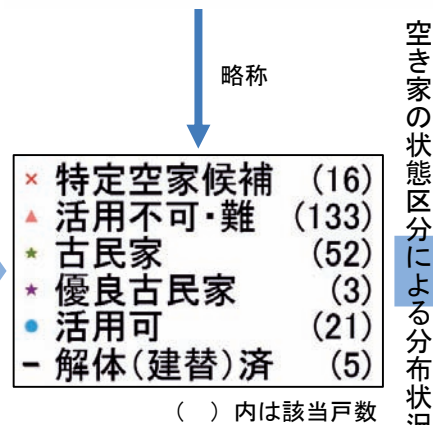 略称
× 特定空家候補 (16)
▲ 活用不可・難 (133)
★ 古民家 (52)
★ 優良古民家 (3)
● 活用可 (21)
− 解体(建替)済 (5)
( )内は該当戸数
空き家の状態区分による分布状況